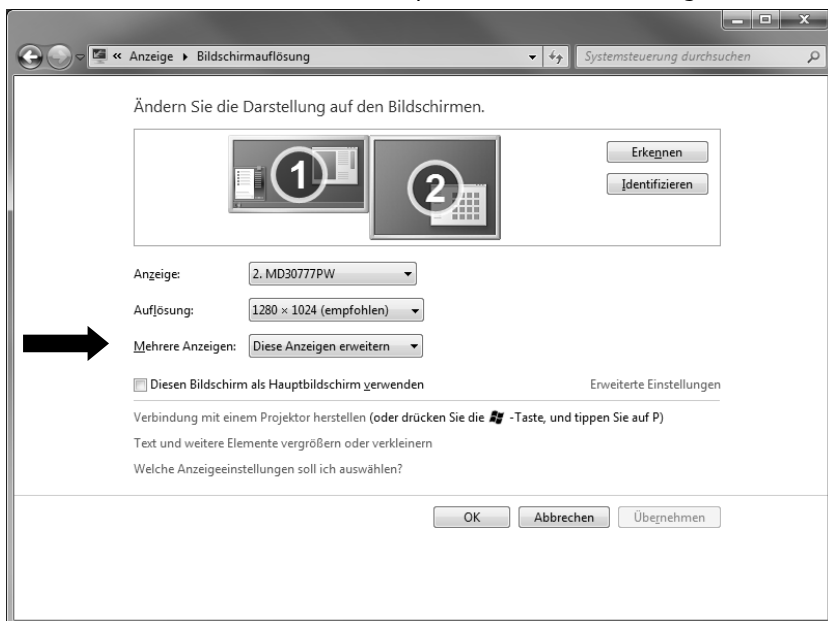 « Anzeige ▸ Bildschirmauflösung Systemsteuerung durchsuchen
Ändern Sie die Darstellung auf den Bildschirmen.
1 2
Erkennen
Identifizieren
Anzeige: 2. MD30777PW
Auflösung: 1280 × 1024 (empfohlen)
Mehrere Anzeigen: Diese Anzeigen erweitern
Diesen Bildschirm als Hauptbildschirm verwenden Erweiterte Einstellungen
Verbindung mit einem Projektor herstellen (oder drücken Sie die -Taste, und tippen Sie auf P)
Text und weitere Elemente vergrößern oder verkleinern
Welche Anzeigeeinstellungen soll ich auswählen?
OK Abbrechen Übernehmen